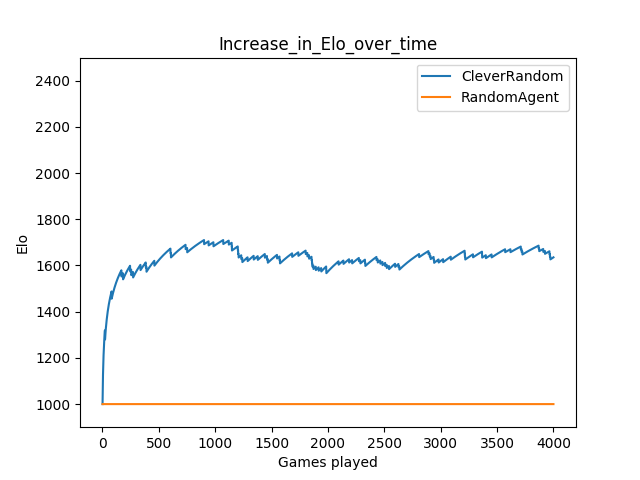 Increase_in_Elo_over_time
CleverRandom
RandomAgent
2400
2200
2000
1800
1600
1400
1200
1000
Elo
0 500 1000 1500 2000 2500 3000 3500 4000
Games played